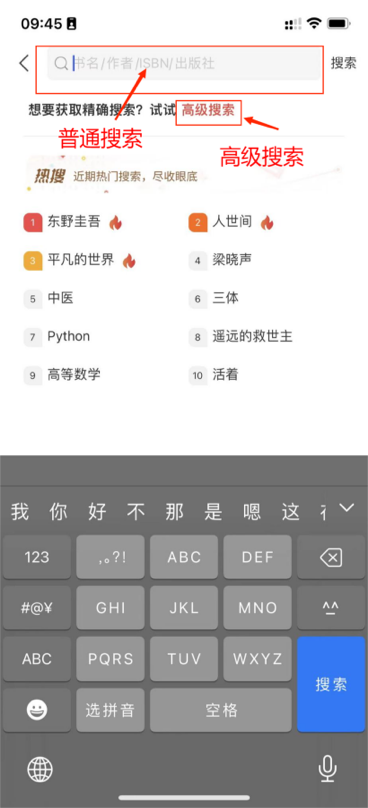 09:45
书名/作者/ISBN/出版社 搜索
想要获取精确搜索？试试 高级搜索
普通搜索
高级搜索
热搜 近期热门搜索，尽收眼底
1 东野圭吾 2 人世间
3 平凡的世界 4 梁晓声
5 中医 6 三体
7 Python 8 遥远的救世主
9 高等数学 10 活着
我 你 好 不 那 是 嗯 这
123 ,。?! ABC DEF
#@¥ GHI JKL MNO ^^
ABC PQRS TUV WXYZ 搜索
选拼音 空格